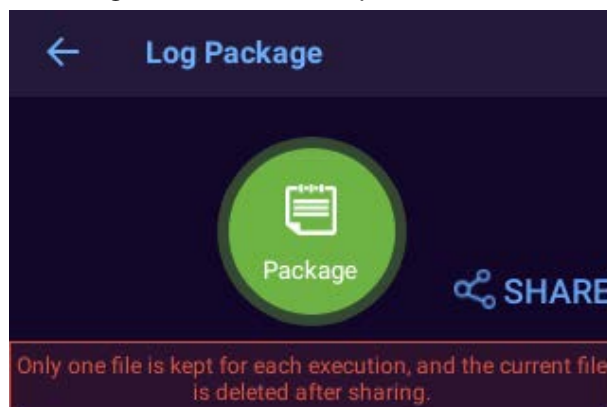 Log Package
Package
SHARE
Only one file is kept for each execution, and the current file
is deleted after sharing.